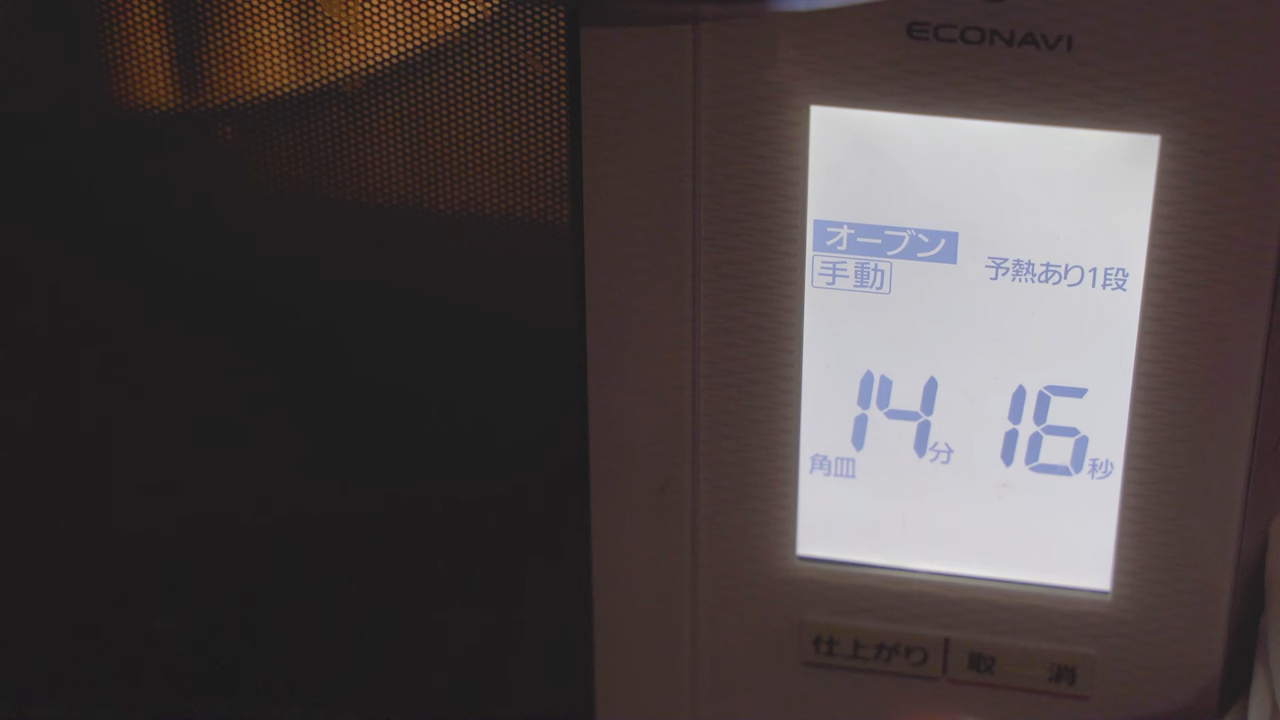 ECONAVI
オーブン
手動
予熱あり1段
14分 16秒
角皿
仕上がり 取 消